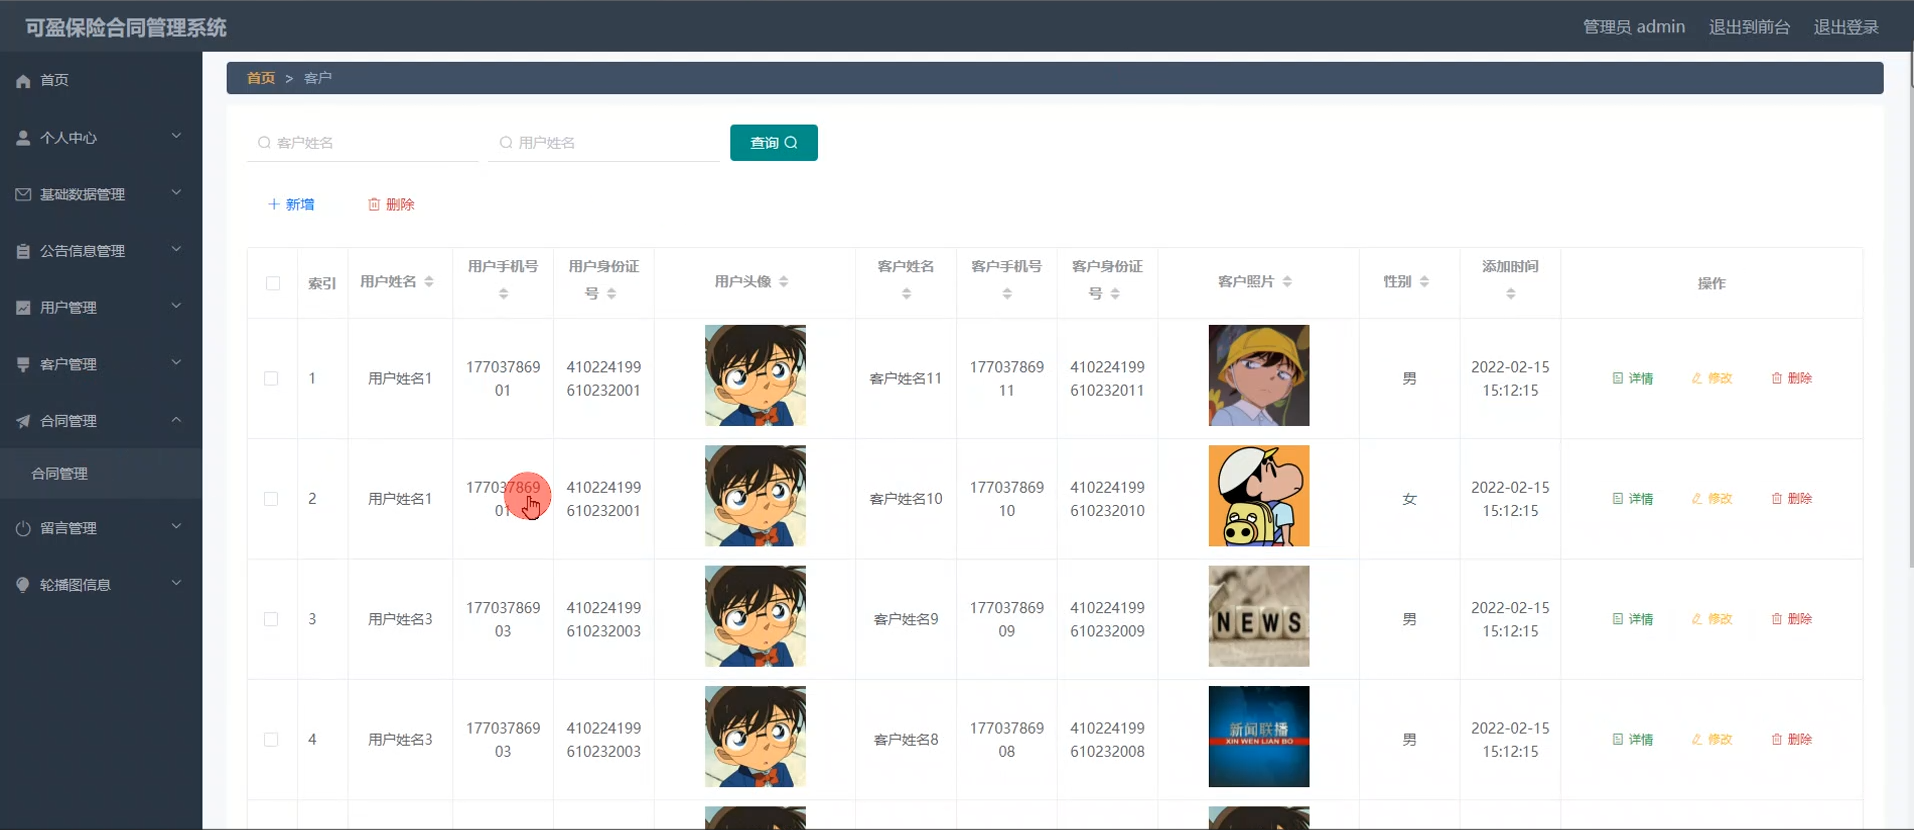 可盈保险合同管理系统
管理员 admin 退出到前台 退出登录
首页
个人中心
基础数据管理
公告信息管理
用户管理
客户管理
合同管理
合同管理
留言管理
轮播图信息
首页 > 客户
客户姓名 用户姓名 查询
新增 删除
索引 用户姓名 用户手机号 用户身份证号 用户头像 客户姓名 客户手机号 客户身份证号 客户照片 性别 添加时间 操作
1 用户姓名1 17703786901 410224199610232001 客户姓名11 17703786911 410224199610232011 男 2022-02-15 15:12:15 详情 修改 删除
2 用户姓名1 17703786901 410224199610232001 客户姓名10 17703786910 410224199610232010 女 2022-02-15 15:12:15 详情 修改 删除
3 用户姓名3 17703786903 410224199610232003 客户姓名9 17703786909 410224199610232009 NEWS 男 2022-02-15 15:12:15 详情 修改 删除
4 用户姓名3 17703786903 410224199610232003 客户姓名8 17703786908 410224199610232008 新闻联播 XIN WEN LIAN BO 男 2022-02-15 15:12:15 详情 修改 删除